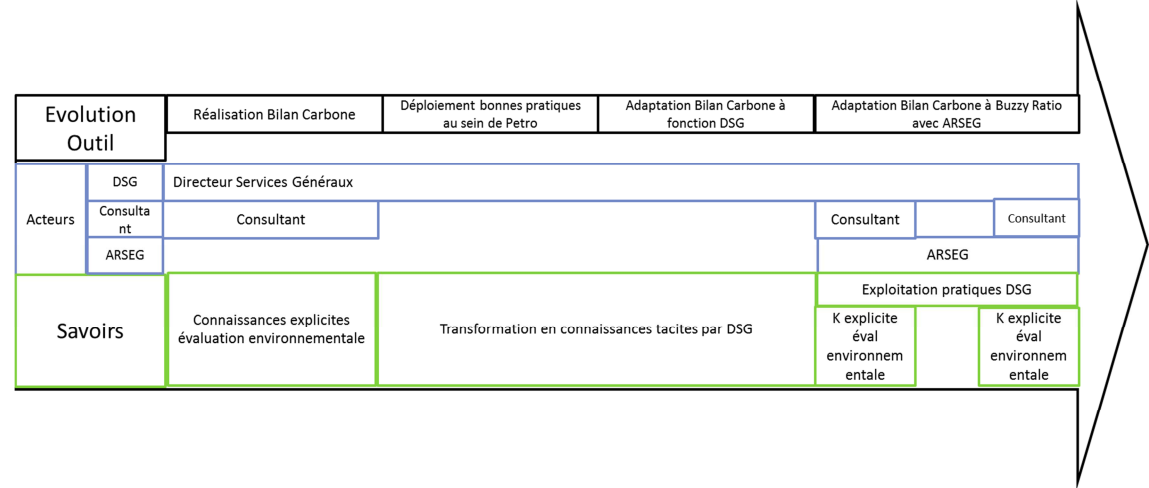 Evolution
Outil
Réalisation Bilan Carbone
Déploiement bonnes pratiques
au sein de Petro
Adaptation Bilan Carbone à
fonction DSG
Adaptation Bilan Carbone à Buzzy Ratio
avec ARSEG
Acteurs
DSG
Directeur Services Généraux
Consulta
nt
Consultant
Consultant
Consultant
ARSEG
ARSEG
Savoirs
Connaissances explicites
évaluation environnementale
Transformation en connaissances tacites par DSG
Exploitation pratiques DSG
K explicite
éval
environnem
entale
K explicite
éval
environnem
entale